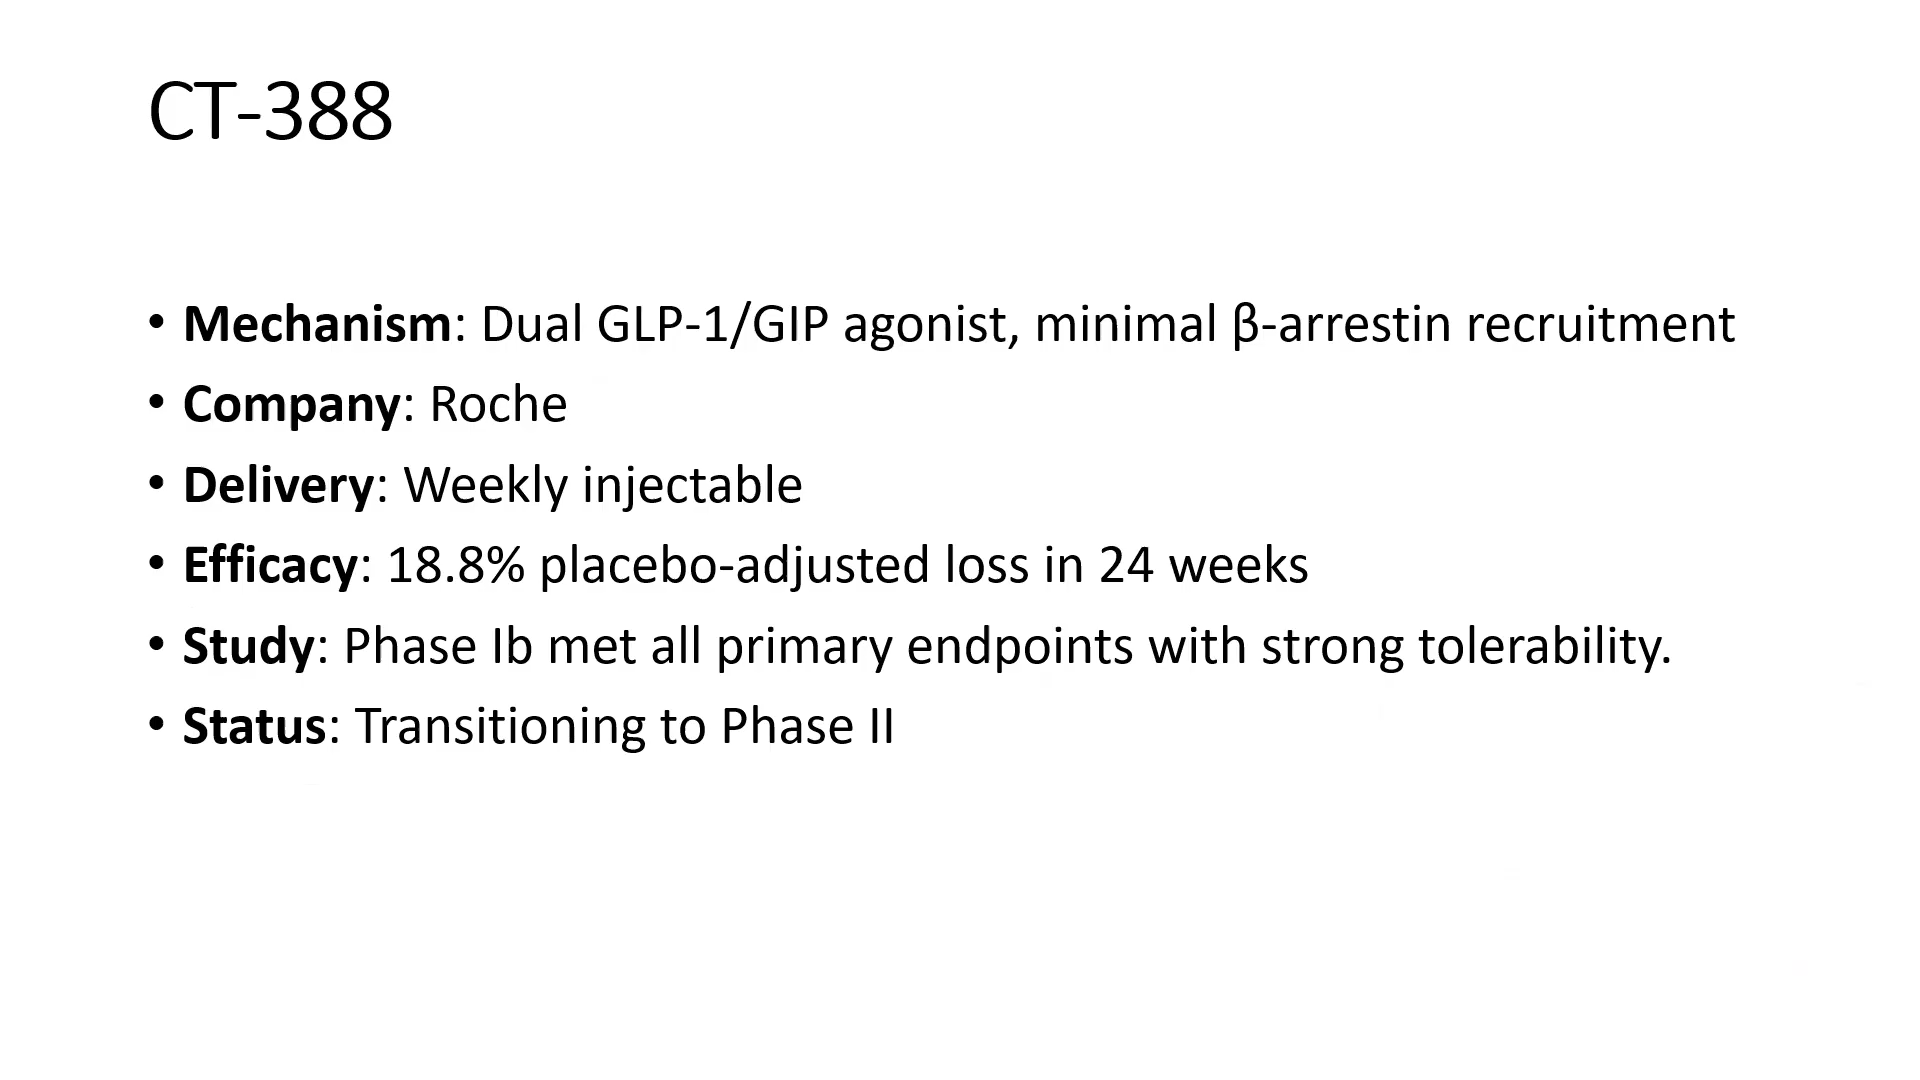 CT-388
• Mechanism: Dual GLP-1/GIP agonist, minimal β-arrestin recruitment
• Company: Roche
• Delivery: Weekly injectable
• Efficacy: 18.8% placebo-adjusted loss in 24 weeks
• Study: Phase Ib met all primary endpoints with strong tolerability.
• Status: Transitioning to Phase II